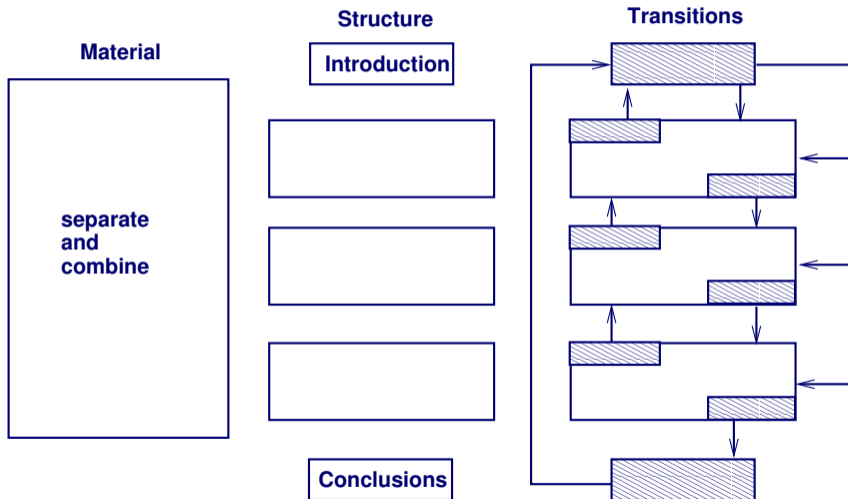 Material
separate
and
combine
Structure
Introduction
Conclusions
Transitions